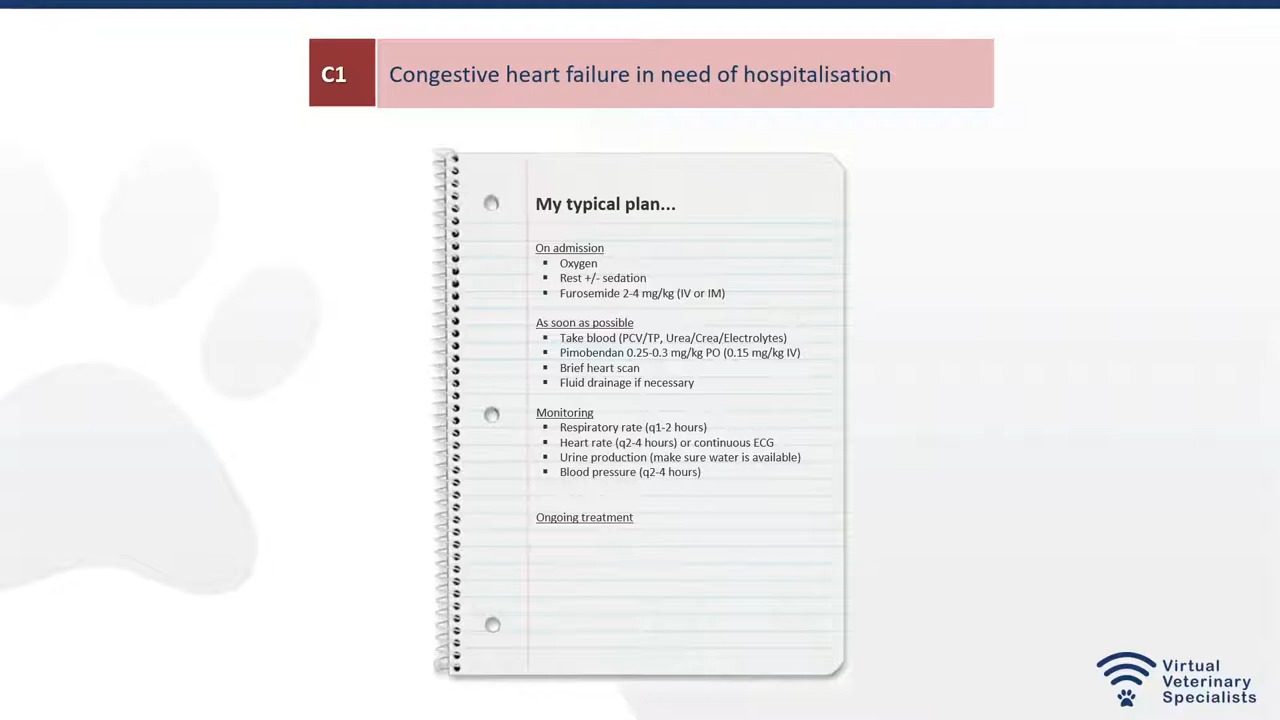 C1
Congestive heart failure in need of hospitalisation
My typical plan...
On admission
▪ Oxygen
▪ Rest +/- sedation
▪ Furosemide 2-4 mg/kg (IV or IM)
As soon as possible
▪ Take blood (PCV/TP, Urea/Crea/Electrolytes)
▪ Pimobendan 0.25-0.3 mg/kg PO (0.15 mg/kg IV)
▪ Brief heart scan
▪ Fluid drainage if necessary
Monitoring
▪ Respiratory rate (q1-2 hours)
▪ Heart rate (q2-4 hours) or continuous ECG
▪ Urine production (make sure water is available)
▪ Blood pressure (q2-4 hours)
Ongoing treatment
Virtual
Veterinary
Specialists